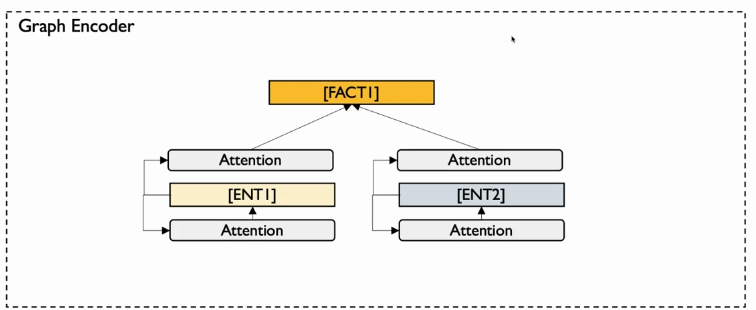 Graph Encoder
[FACT1]
Attention
Attention
[ENT1]
[ENT2]
Attention
Attention